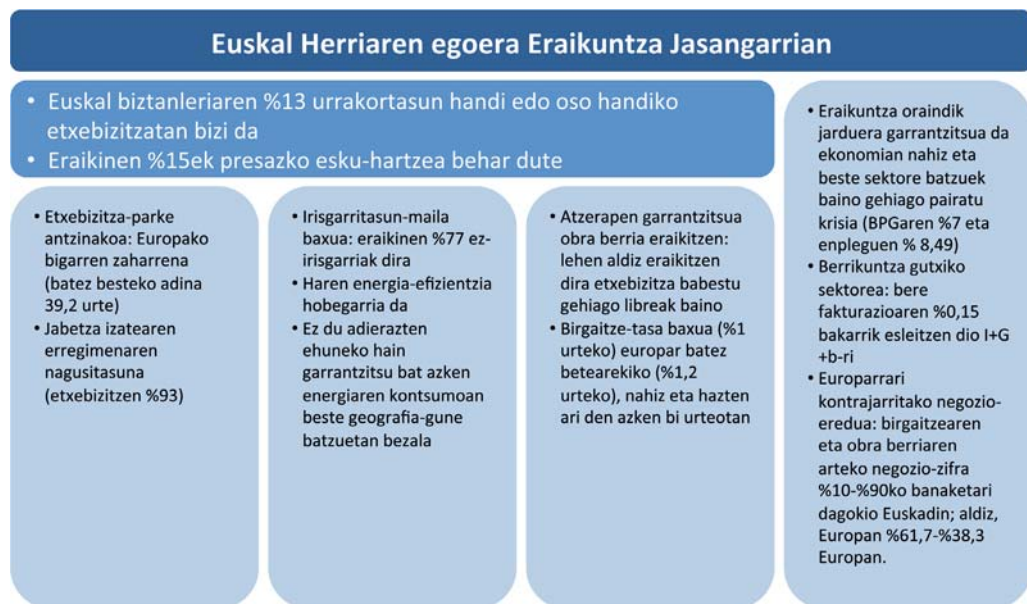 Euskal Herriaren egoera Eraikuntza Jasangarrian
• Euskal biztanleriaren %13 urrakortasun handi edo oso handiko
etxebizitzatan bizi da
• Eraikinen %15ek presazko esku-hartzea behar dute
• Etxebizitza-parke
antzinakoa: Europako
bigarren zaharrena
(batez besteko adina
39,2 urte)
• Jabetza izatearen
erregimenaren
nagusitasuna
(etxebizitzen %93)
• Irisgarritasun-maila
baxua: eraikinen %77 ez-
irisgarriak dira
• Haren energia-efizientzia
hobegarria da
• Ez du adierazten
ehuneko hain
garrantzitsu bat azken
energiaren kontsumoan
beste geografia-gune
batzuetan bezala
• Atzerapen garrantzitsua
obra berria eraikitzen:
lehen aldiz eraikitzen
dira etxebizitza babestu
gehiago libreak baino
• Birgaitze-tasa baxua (%1
urteko) europar batez
betearekiko (%1,2
urteko), nahiz eta hazten
ari den azken bi urteotan
• Eraikuntza oraindik
jarduera garrantzitsua da
ekonomian nahiz eta
beste sektore batzuek
baino gehiago pairatu
krisia (BPGaren %7 eta
enpleguen % 8,49)
• Berrikuntza gutxiko
sektorea: bere
fakturazioaren %0,15
bakarrik esleitzen dio I+G
+b-ri
• Europarrari
kontrajarritako negozio-
eredua: birgaitzearen
eta obra berriaren
arteko negozio-zifra
%10-%90ko banaketari
dagokio Euskadin; aldiz,
Europan %61,7-%38,3
Europan.